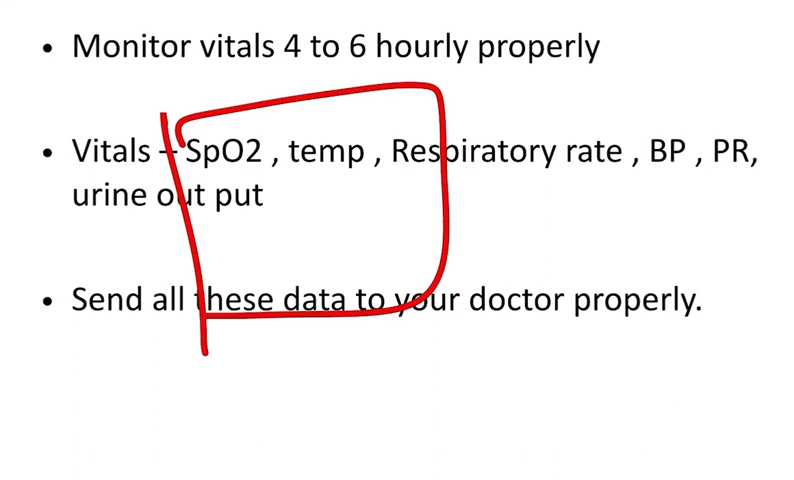 • Monitor vitals 4 to 6 hourly properly
• Vitals – SpO2 , temp , Respiratory rate , BP , PR,
urine out put
• Send all these data to your doctor properly.